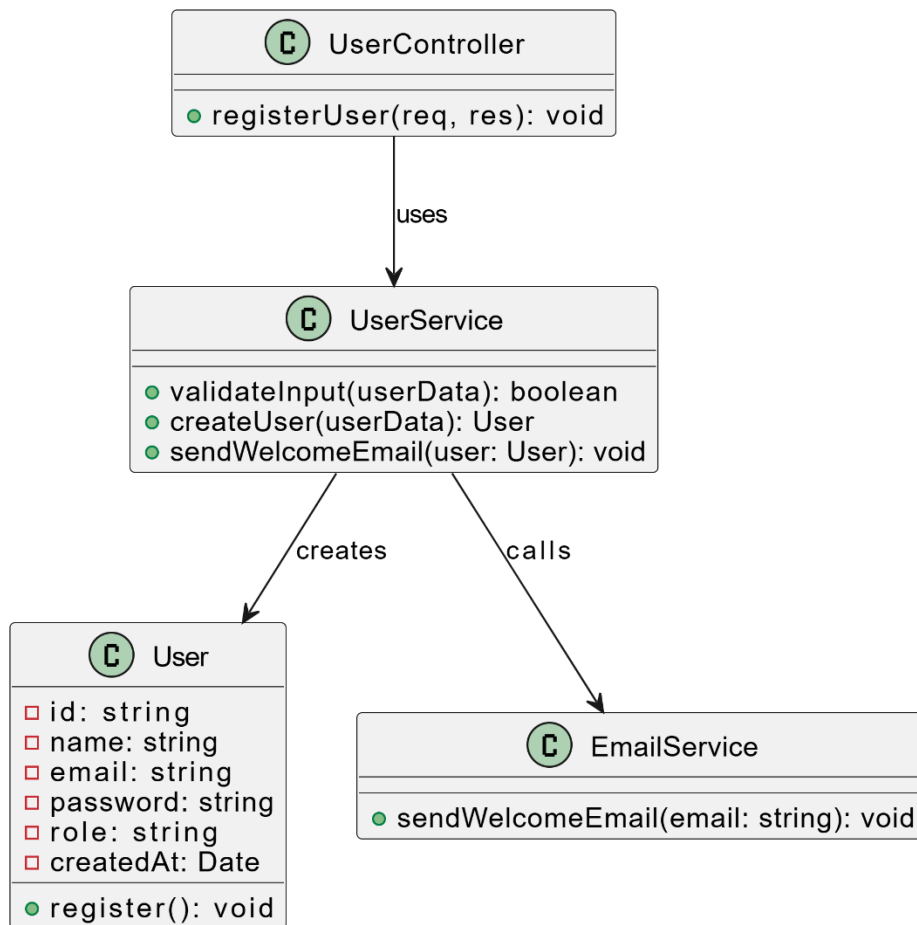 C UserController
registerUser(req, res): void
uses
C UserService
validateInput(userData): boolean
createUser(userData): User
sendWelcomeEmail(user: User): void
creates
calls
C User
id: string
name: string
email: string
password: string
role: string
createdAt: Date
register(): void
C EmailService
sendWelcomeEmail(email: string): void